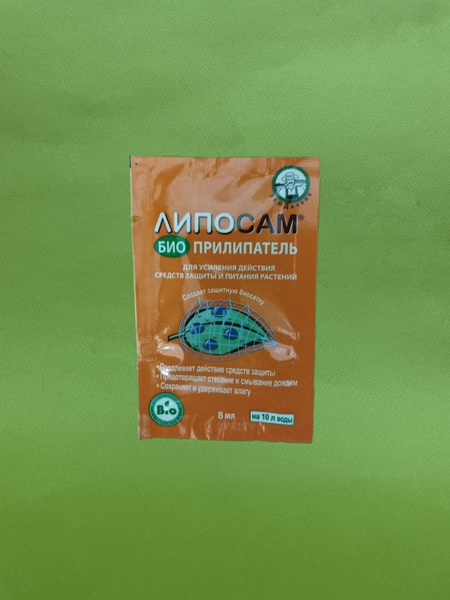 ЛИПОСАМ®
БИО ПРИЛИПАТЕЛЬ
ДЛЯ УСИЛЕНИЯ ДЕЙСТВИЯ
СРЕДСТВ ЗАЩИТЫ И ПИТАНИЯ РАСТЕНИЙ
Создает защитную биосетку
• Продлевает действие средств защиты
• Предотвращает стекание и смывание дождем
• Сохраняет и удерживает влагу
BIO
8 мл
на 10 л воды